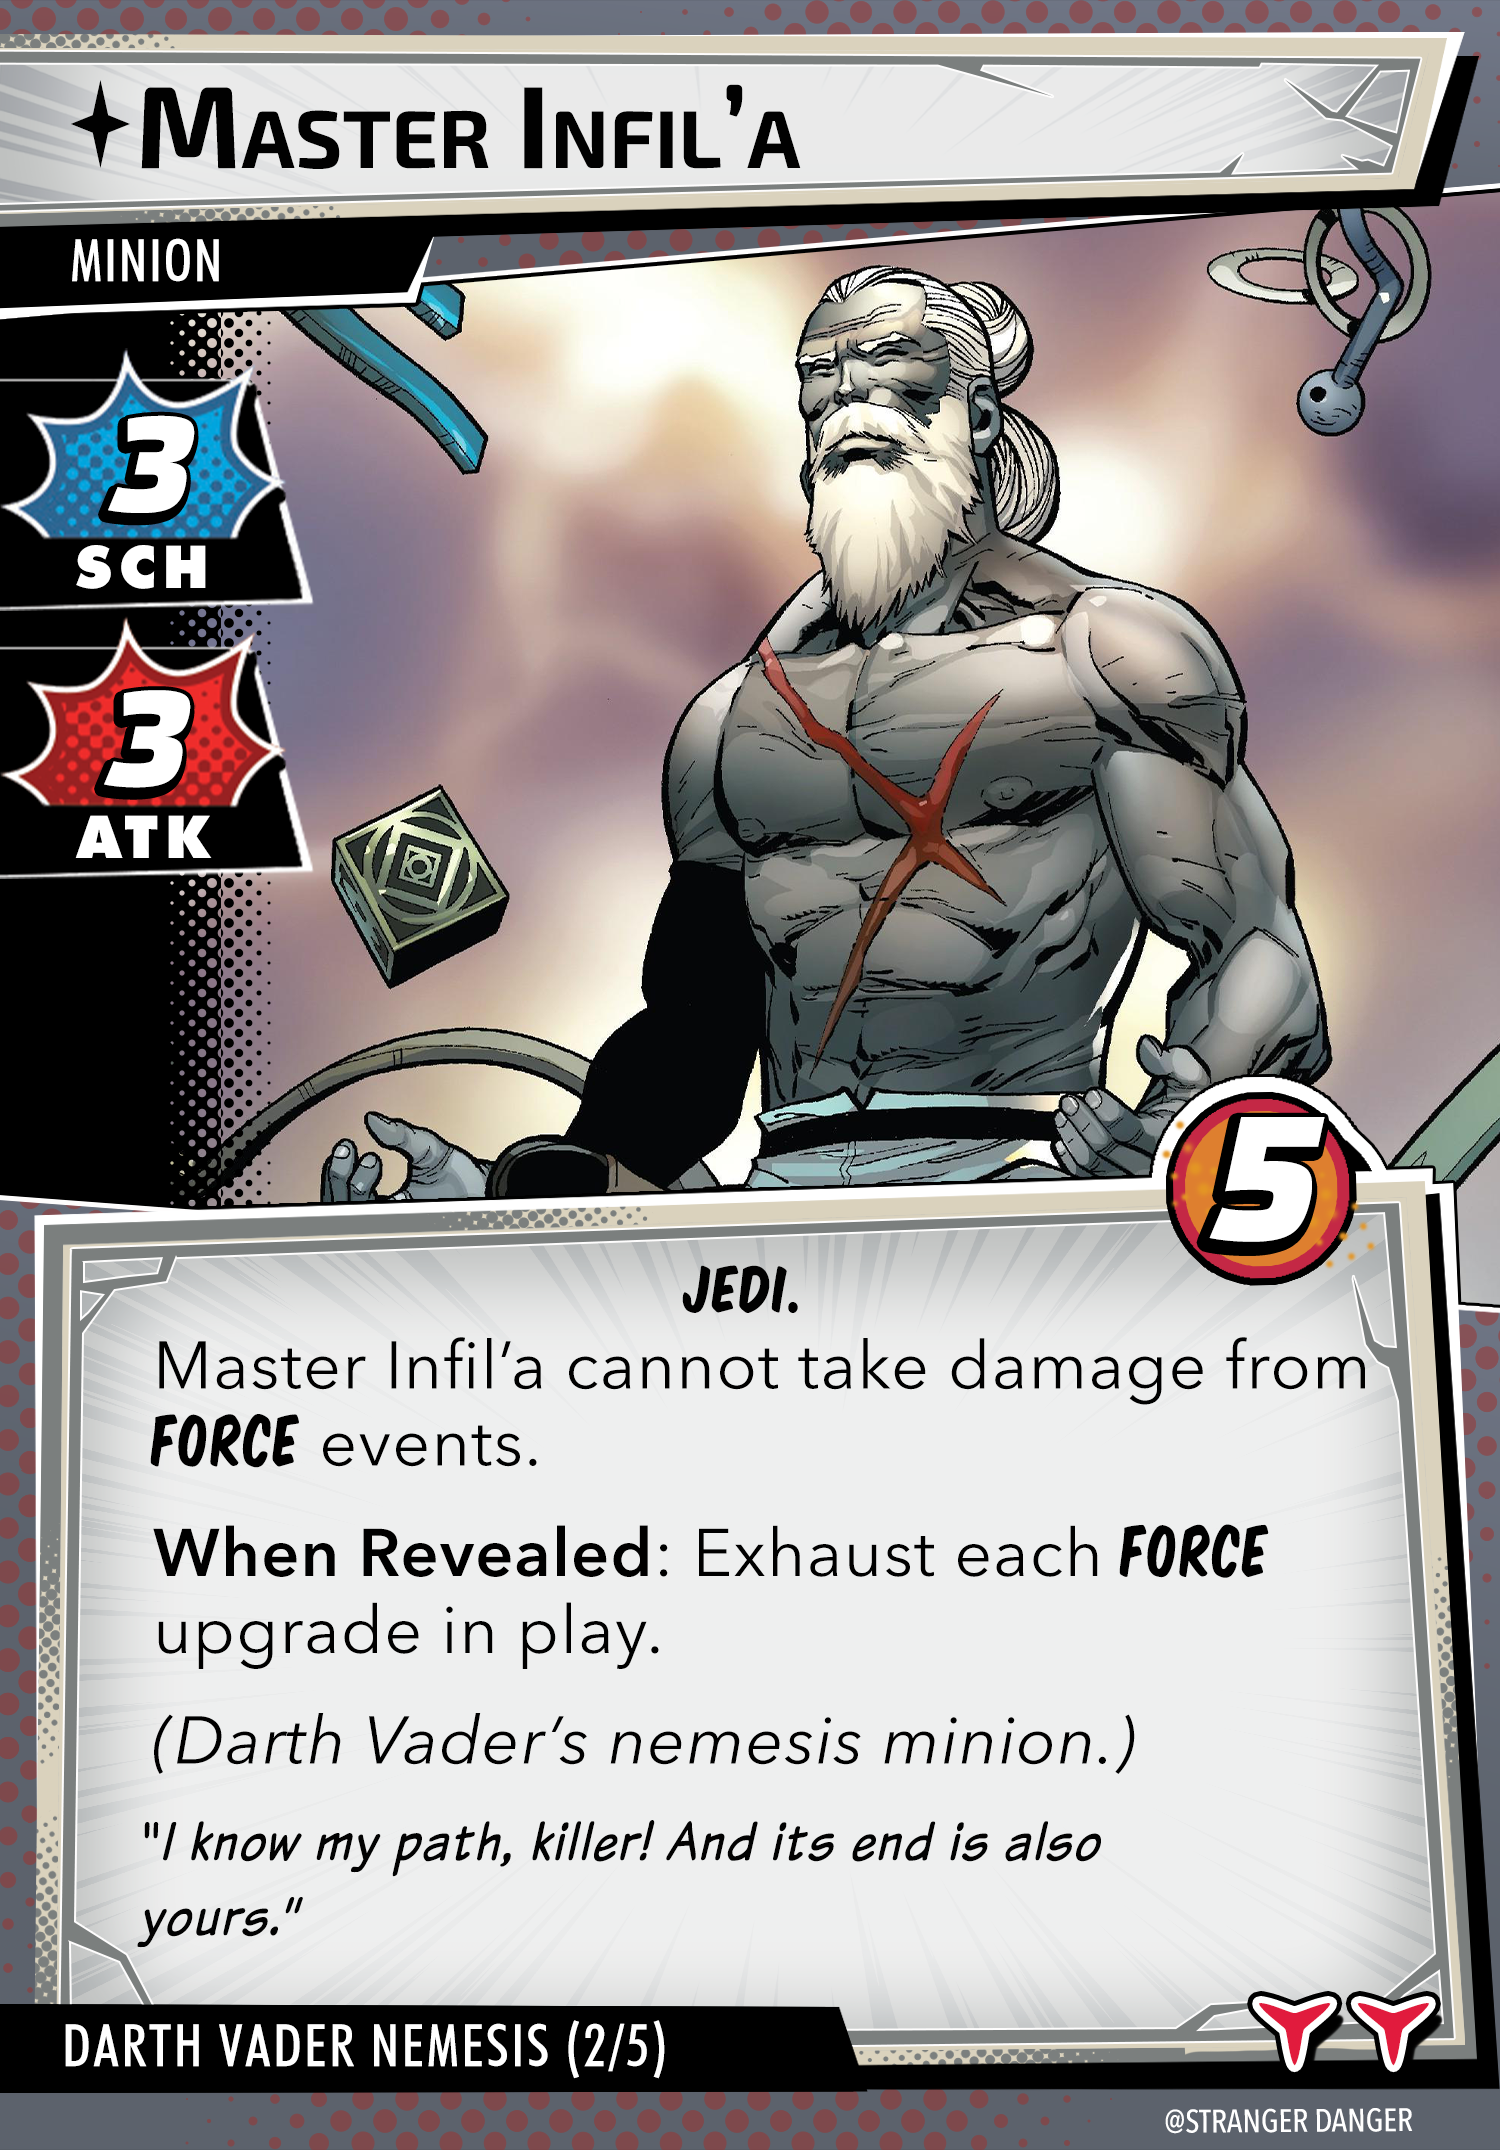 Master Infil’a
MINION
3
SCH
3
ATK
5
JEDI.
Master Infil’a cannot take damage from
FORCE events.
When Revealed: Exhaust each FORCE
upgrade in play.
(Darth Vader’s nemesis minion.)
"I know my path, killer! And its end is also
yours."
DARTH VADER NEMESIS (2/5)
@STRANGER DANGER